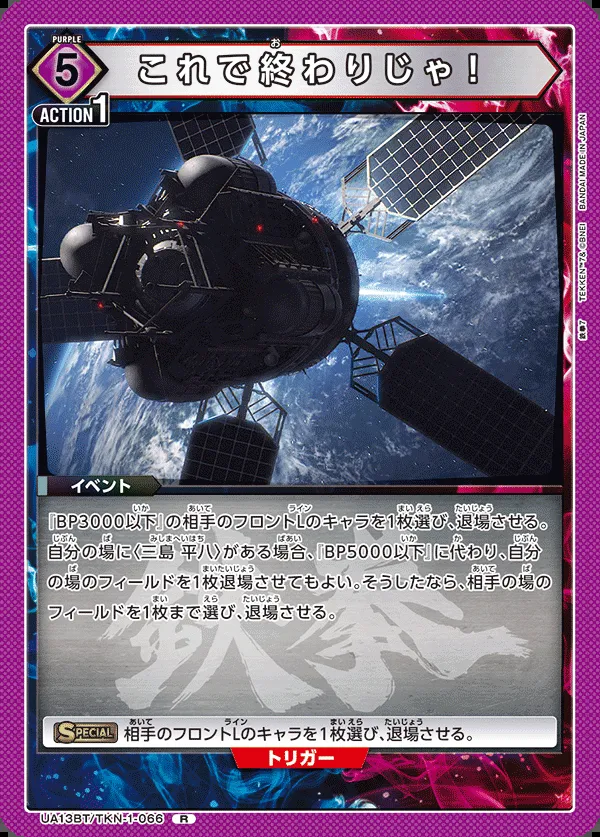 PURPLE
5
これで終わりじゃ！
お
ACTION 1
BANDAI MADE IN JAPAN
TEKKEN™7& ©BNEI
鉄拳7
イベント
『BP3000以下』の相手のフロントLのキャラを1枚選び、退場させる。
自分の場に〈三島 平八〉がある場合、『BP5000以下』に代わり、自分
の場のフィールドを1枚退場させてもよい。そうしたなら、相手の場の
フィールドを1枚まで選び、退場させる。
鉄拳
SPECIAL 相手のフロントLのキャラを1枚選び、退場させる。
トリガー
UA13BT/TKN-1-066 R